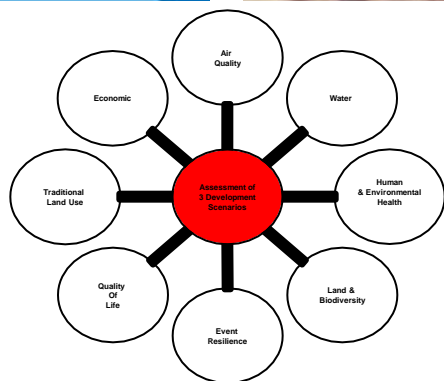 Air
Quality
Economic
Water
Assessment of
3 Development
Scenarios
Traditional
Land Use
Human
& Environmental
Health
Quality
Of
Life
Land &
Biodiversity
Event
Resilience